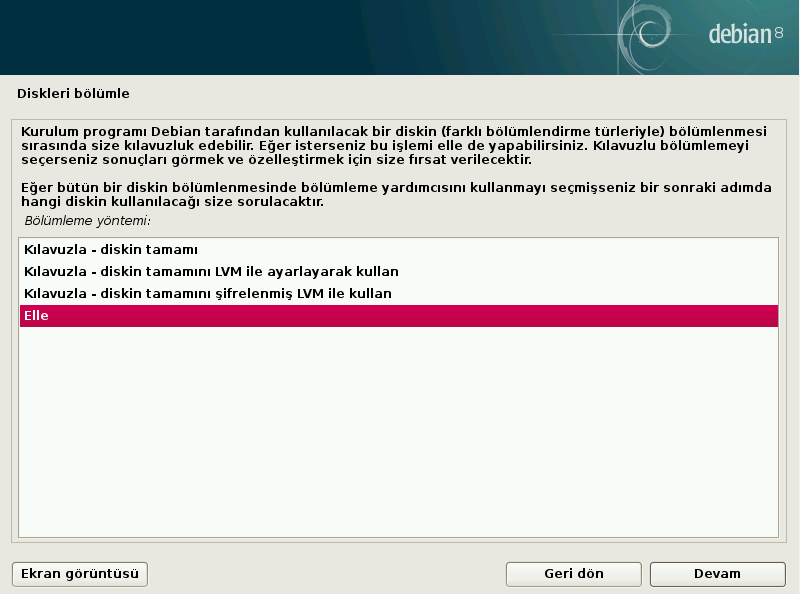 debian 8
Diskleri bölümle
Kurulum programı Debian tarafından kullanılacak bir diskin (farklı bölümlendirme türleriyle) bölümlenmesi
sırasında size kılavuzluk edebilir. Eğer isterseniz bu işlemi elle de yapabilirsiniz. Kılavuzlu bölümlemeyi
seçerseniz sonuçları görmek ve özelleştirmek için size fırsat verilecektir.
Eğer bütün bir diskin bölümlenmesinde bölümleme yardımcısını kullanmayı seçmişseniz bir sonraki adımda
hangi diskin kullanılacağı size sorulacaktır.
Bölümleme yöntemi:
Kılavuzla - diskin tamamı
Kılavuzla - diskin tamamını LVM ile ayarlayarak kullan
Kılavuzla - diskin tamamını şifrelenmiş LVM ile kullan
Elle
Ekran görüntüsü
Geri dön
Devam